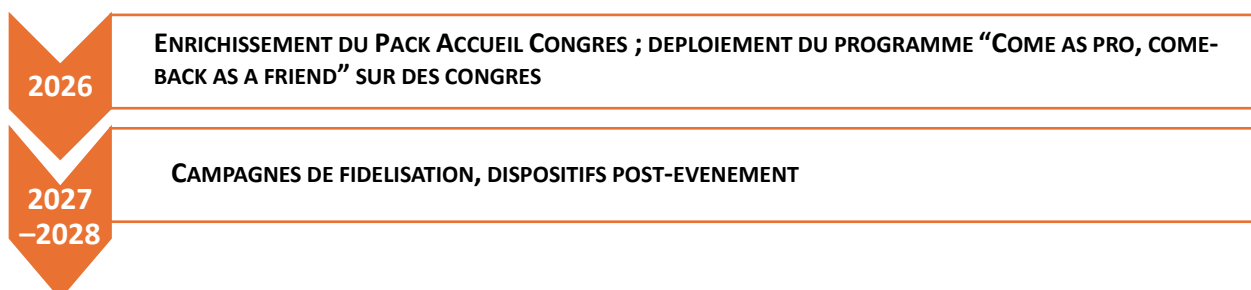 2026
ENRICHISSEMENT DU PACK ACCUEIL CONGRES ; DEPLOIEMENT DU PROGRAMME “COME AS PRO, COME-
BACK AS A FRIEND” SUR DES CONGRES
2027
–2028
CAMPAGNES DE FIDELISATION, DISPOSITIFS POST-EVENEMENT